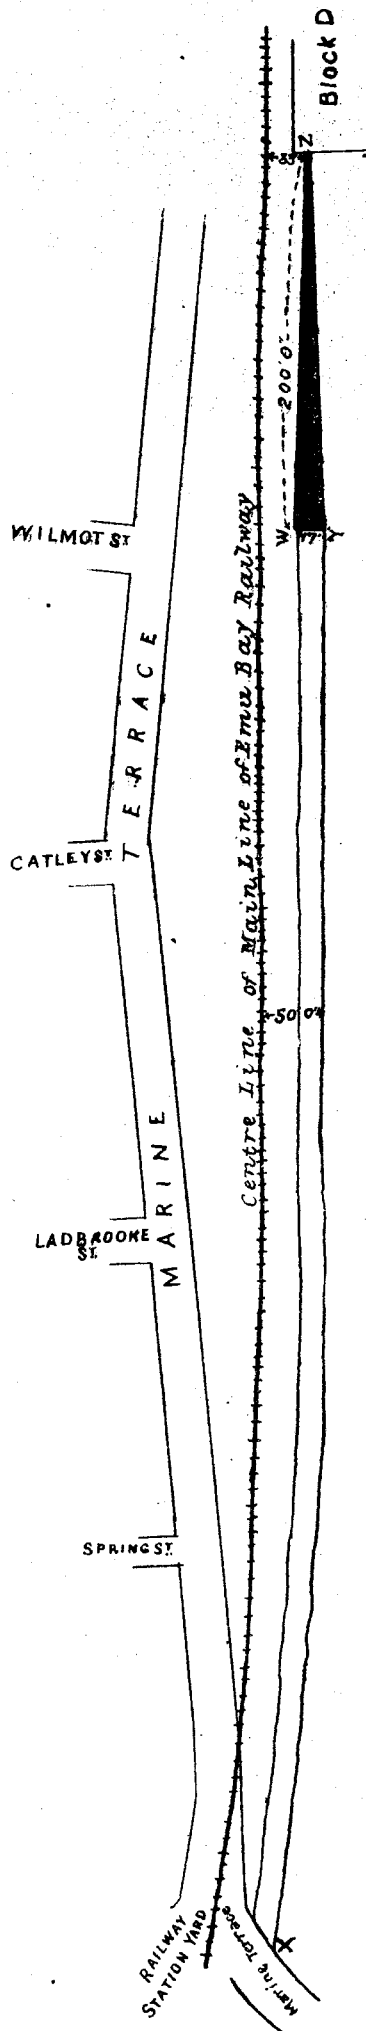 Block D
33'
Z
200'0"
WILMOT ST.
W
17'
Y
TERRACE
CATLEY ST.
Centre Line of Main Line of Emu Bay Railway
50'0"
MARINE
LADBROOKE
ST.
SPRING ST.
RAILWAY
STATION YARD
Marine Terrace
X